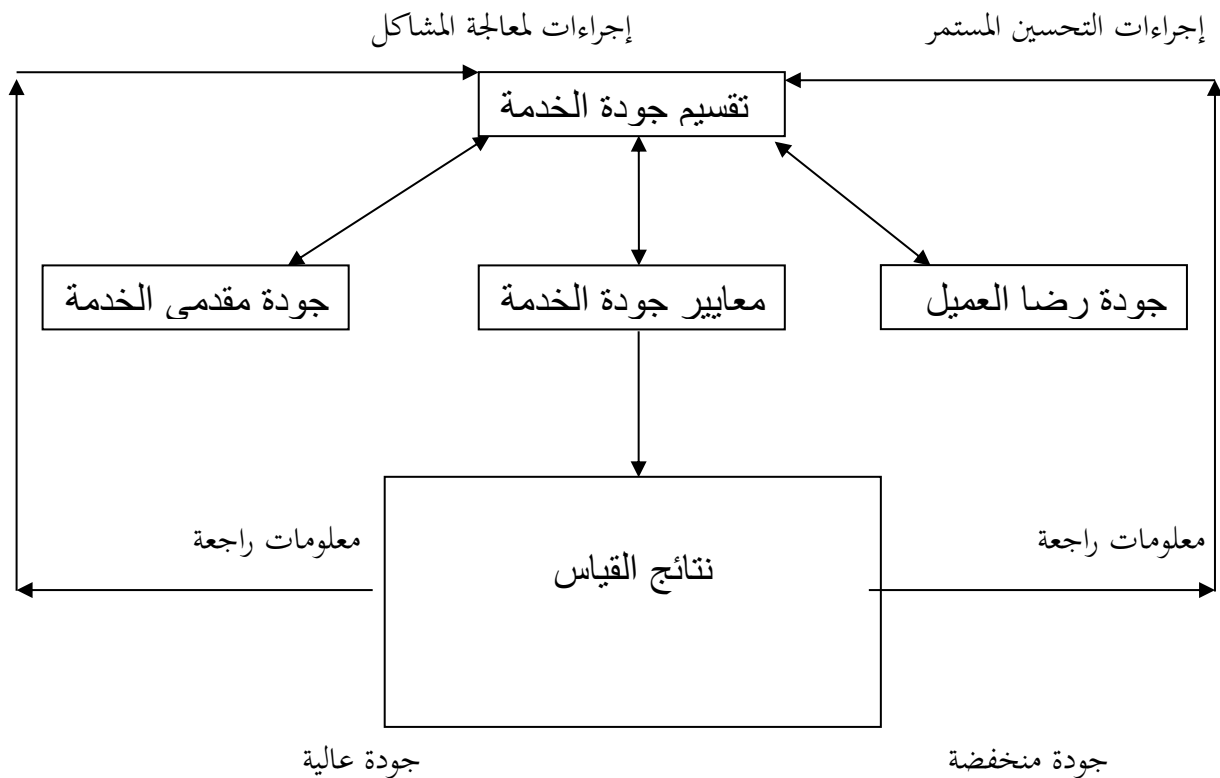 إجراءات التحسين المستمر
إجراءات لمعالجة المشاكل
تقسيم جودة الخدمة
جودة رضا العميل
معايير جودة الخدمة
جودة مقدمى الخدمة
معلومات راجعة
معلومات راجعة
نتائج القياس
جودة منخفضة
جودة عالية